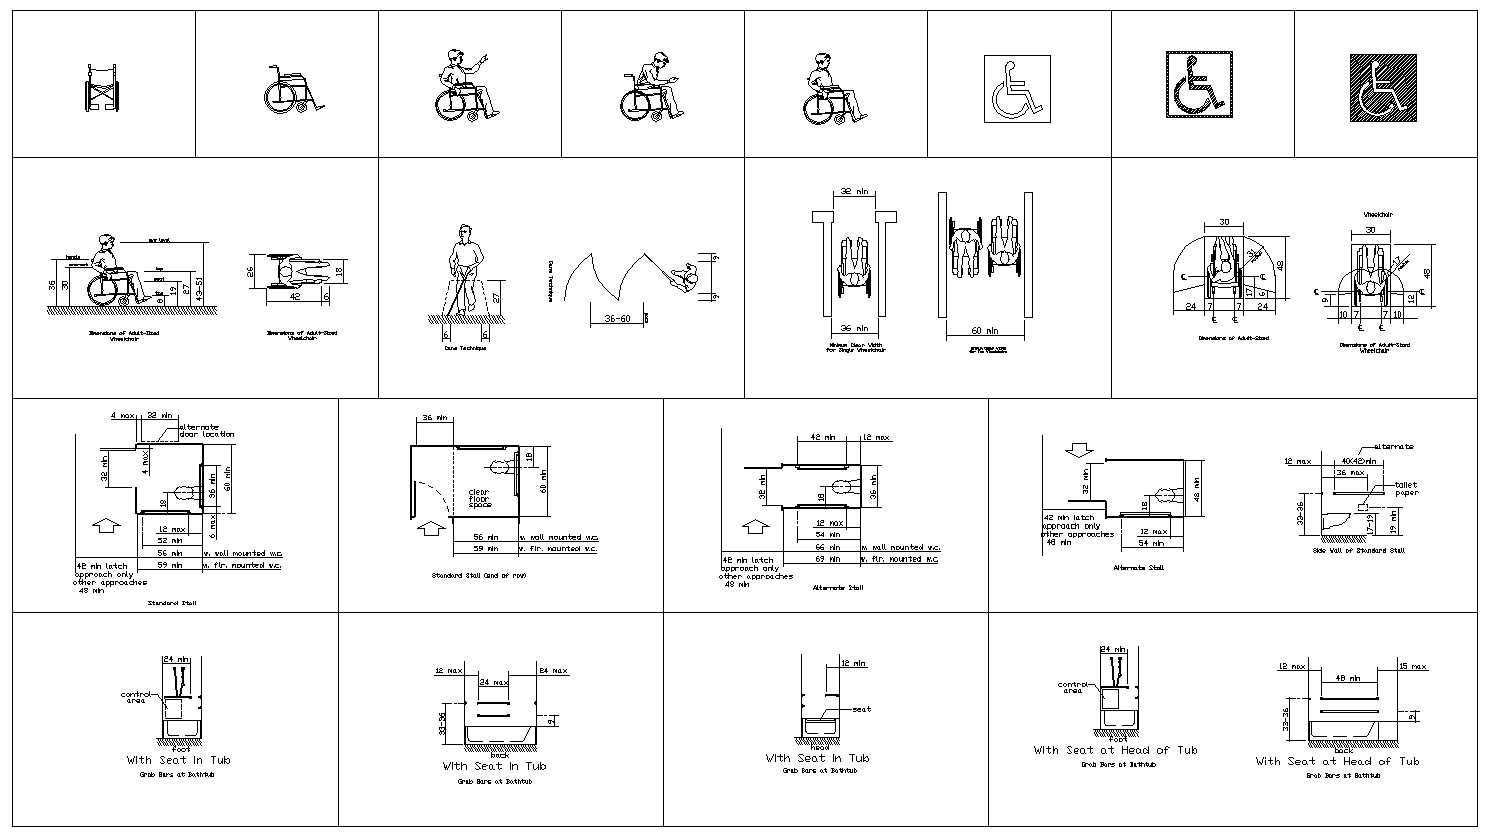 eye level
handle
armrest
lap
seat
toe
36
30
8
19
27
43-51
Dimensions of Adult-Sized
Wheelchair
26
18
42
6
Dimensions of Adult-Sized
Wheelchair
27
6
6
Cane Technique
Cane Technique
36-60
9
9
32 min
36 min
Minimum Clear Width
for Single Wheelchair
60 min
30
48
17
6
24
7
7
24
Dimensions of Adult-Sized
Wheelchair
30
48
9
12
10
7
7
10
Dimensions of Adult-Sized
Wheelchair
4 max
32 min
alternate
door location
32 min
4 max
18
36 min
60 min
6 max
12 max
52 min
56 min
w. wall mounted w.c.
59 min
w. flr. mounted w.c.
42 min latch
approach only
other approaches
48 min
Standard Stall
36 min
18
60 min
clear
floor
space
56 min
w. wall mounted w.c.
59 min
w. flr. mounted w.c.
Standard Stall (end of row)
42 min
12 max
32 min
18
36 min
12 max
54 min
66 min
w. wall mounted w.c.
69 min
w. flr. mounted w.c.
42 min latch
approach only
other approaches
48 min
Alternate Stall
32 min
18
48 min
42 min latch
approach only
other approaches
48 min
12 max
54 min
Alternate Stall
alternate
12 max
40(42)min
36 max
toilet
paper
33-36
17-19
19 min
Side Wall of Standard Stall
24 min
control
area
foot
With Seat in Tub
Grab Bars at Bathtub
12 max
24 max
24 max
33-36
9
back
With Seat in Tub
Grab Bars at Bathtub
12 min
seat
head
With Seat in Tub
Grab Bars at Bathtub
24 min
control
area
foot
With Seat at Head of Tub
Grab Bars at Bathtub
12 max
15 max
48 min
33-36
9
back
With Seat at Head of Tub
Grab Bars at Bathtub